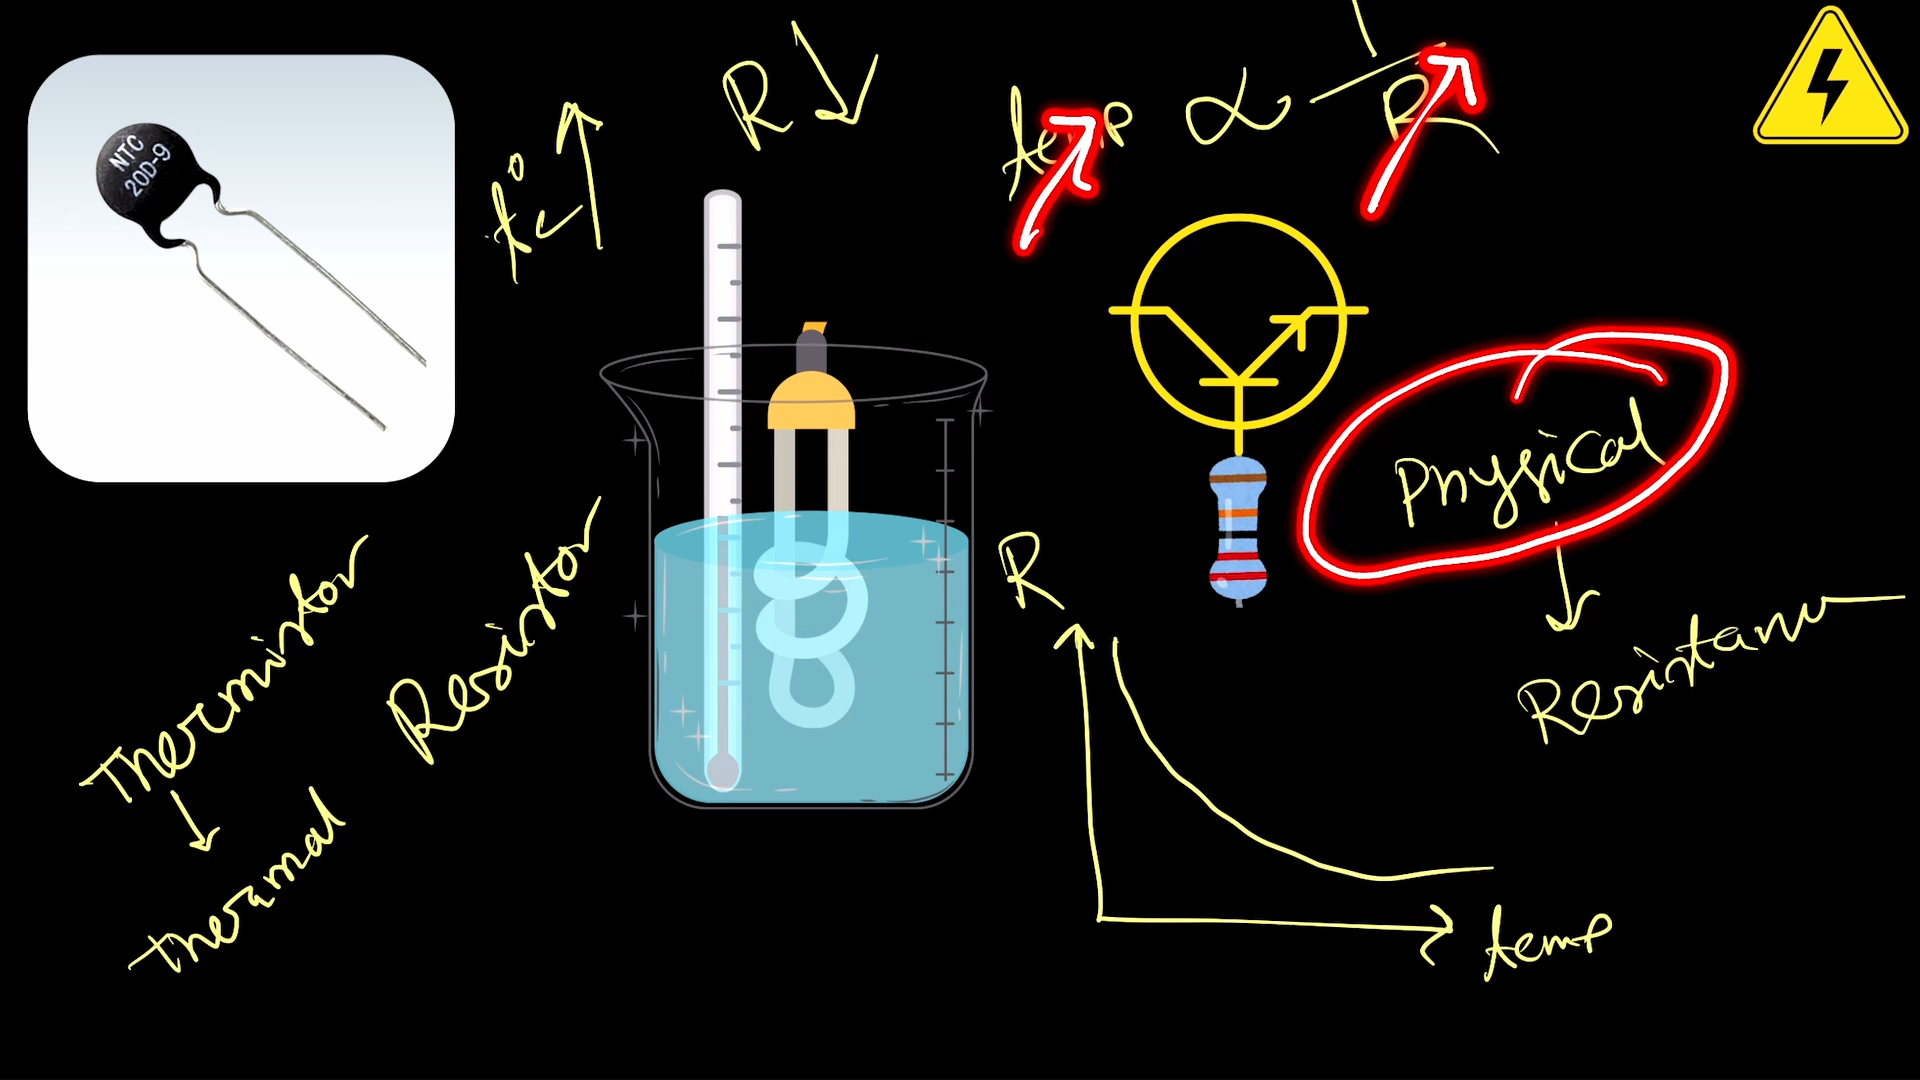 NTC
20D-9
t°c ↑
R ↓
temp ∝ 1/R
Physical
Resistance
Thermistor
Resistor
Thermal
R
temp